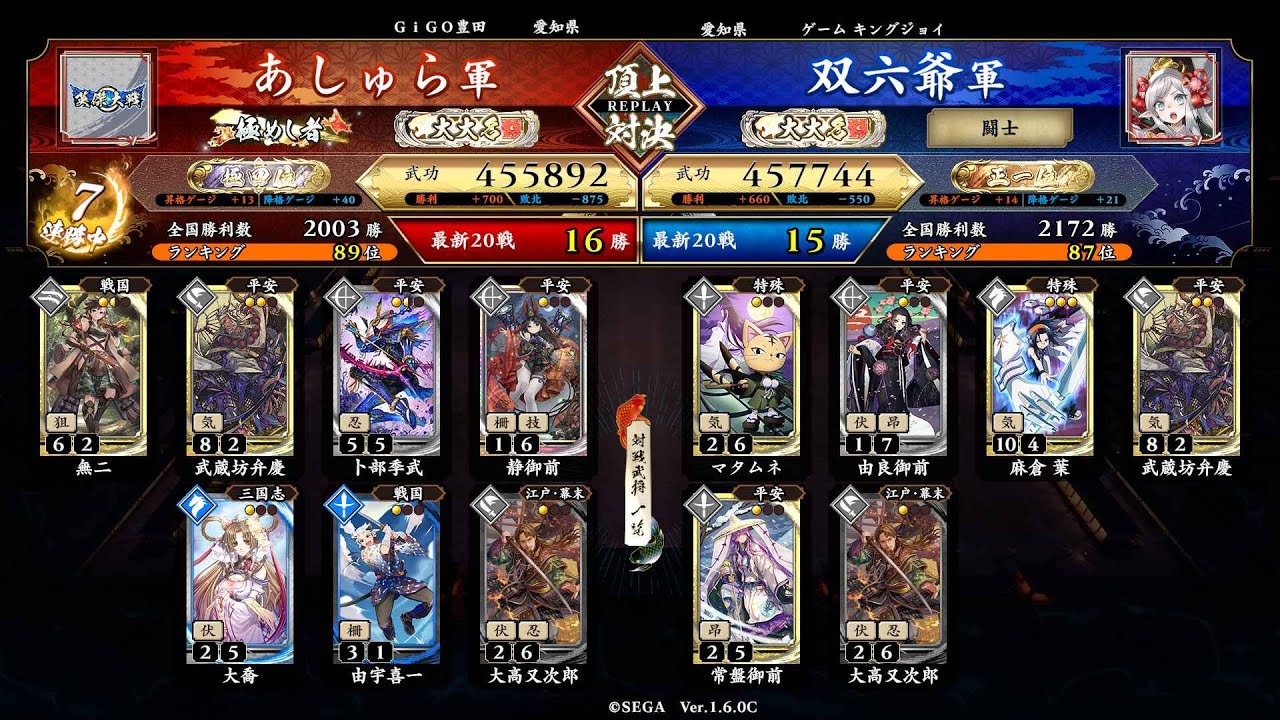 GiGO豊田 愛知県
愛知県 ゲーム キングジョイ
あしゅら軍
頂上
REPLAY
対決
双六爺軍
英傑大戦
極めし者
大大名
大大名
闘士
7
連勝中
極四位
武功 455892
勝利 +700 敗北 -875
武功 457744
勝利 +660 敗北 -550
正一位
昇格ゲージ +13 降格ゲージ +40
昇格ゲージ +14 降格ゲージ +21
全国勝利数 2003勝
ランキング 89位
最新20戦 16勝
最新20戦 15勝
全国勝利数 2172勝
ランキング 87位
戦国
狙
6 2
無二
平安
気
8 2
武蔵坊弁慶
平安
忍
5 5
卜部季武
平安
柵 技
1 6
静御前
特殊
気
2 6
マタムネ
平安
伏 昂
1 7
由良御前
特殊
気
10 4
麻倉 葉
平安
気
8 2
武蔵坊弁慶
対戦武将一覧
三国志
伏
2 5
大喬
戦国
柵
3 1
由宇喜一
江戸・幕末
伏 忍
2 6
大高又次郎
平安
昂
2 5
常盤御前
江戸・幕末
伏 忍
2 6
大高又次郎
©SEGA Ver.1.6.0C